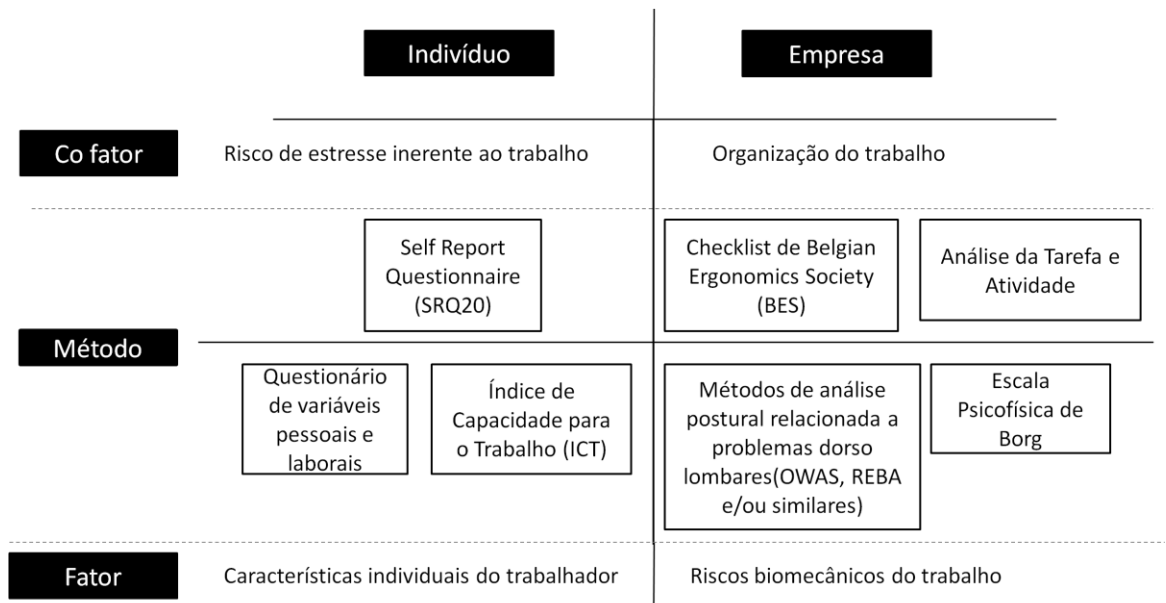 Indivíduo
Empresa
Co fator
Risco de estresse inerente ao trabalho
Organização do trabalho
Self Report
Questionnaire
(SRQ20)
Checklist de Belgian
Ergonomics Society
(BES)
Análise da Tarefa e
Atividade
Método
Questionário
de variáveis
pessoais e
laborais
Índice de
Capacidade para
o Trabalho (ICT)
Métodos de análise
postural relacionada a
problemas dorso
lombares(OWAS, REBA
e/ou similares)
Escala
Psicofísica de
Borg
Fator
Características individuais do trabalhador
Riscos biomecânicos do trabalho